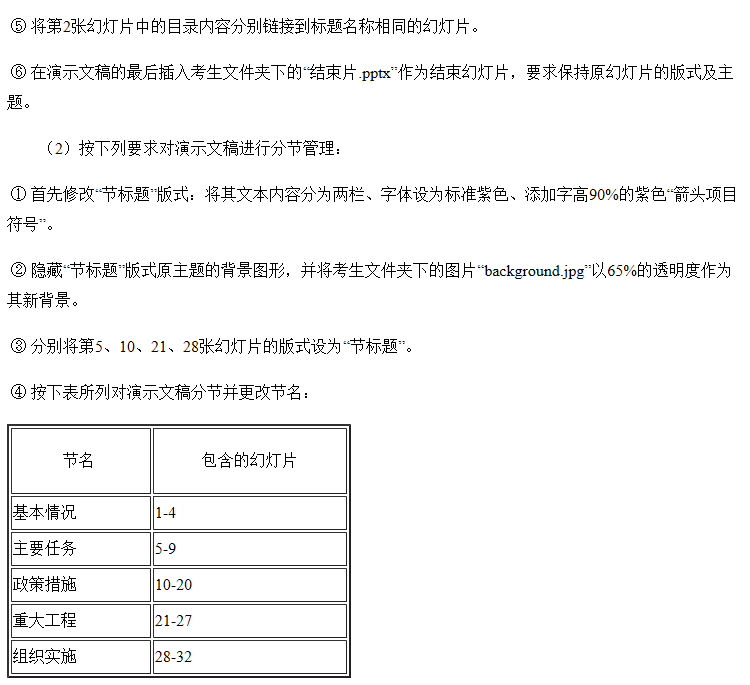 ⑤ 将第2张幻灯片中的目录内容分别链接到标题名称相同的幻灯片。
⑥ 在演示文稿的最后插入考生文件夹下的“结束片.pptx”作为结束幻灯片，要求保持原幻灯片的版式及主
题。
（2）按下列要求对演示文稿进行分节管理：
① 首先修改“节标题”版式：将其文本内容分为两栏、字体设为标准紫色、添加字高90%的紫色“箭头项目
符号”。
② 隐藏“节标题”版式原主题的背景图形，并将考生文件夹下的图片“background.jpg”以65%的透明度作为
其新背景。
③ 分别将第5、10、21、28张幻灯片的版式设为“节标题”。
④ 按下表所列对演示文稿分节并更改节名：
节名 包含的幻灯片
基本情况 1-4
主要任务 5-9
政策措施 10-20
重大工程 21-27
组织实施 28-32